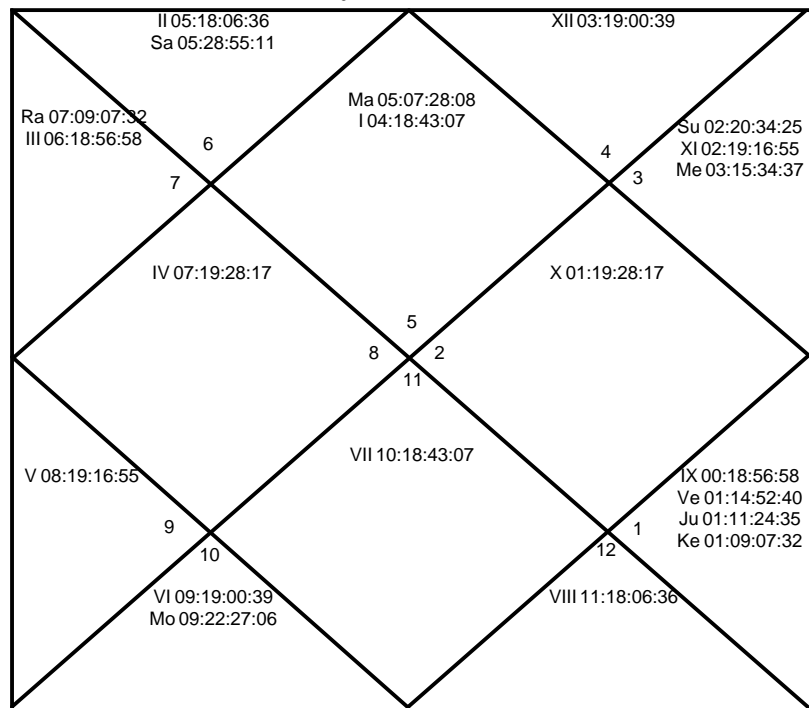 II 05:18:06:36
Sa 05:28:55:11
XII 03:19:00:39
Ma 05:07:28:08
I 04:18:43:07
Ra 07:09:07:32
III 06:18:56:58
Su 02:20:34:25
XI 02:19:16:55
Me 03:15:34:37
6
4
7
3
IV 07:19:28:17
X 01:19:28:17
5
8
2
11
VII 10:18:43:07
V 08:19:16:55
IX 00:18:56:58
Ve 01:14:52:40
Ju 01:11:24:35
Ke 01:09:07:32
9
1
10
12
VI 09:19:00:39
Mo 09:22:27:06
VIII 11:18:06:36